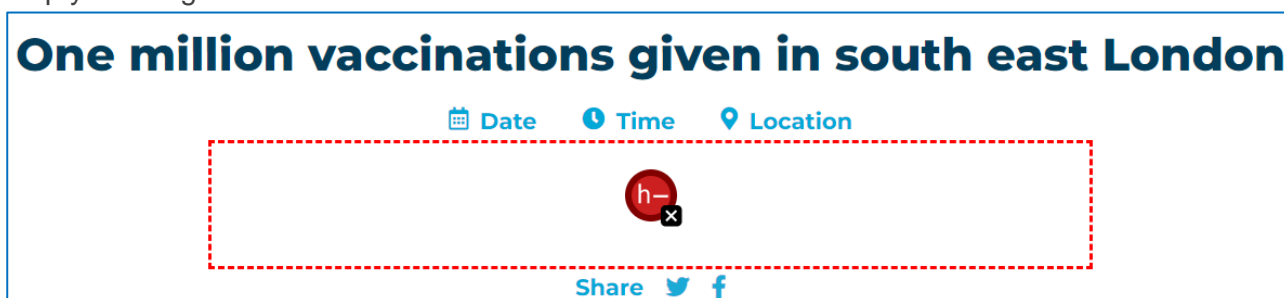 One million vaccinations given in south east London
Date Time Location
h–
Share